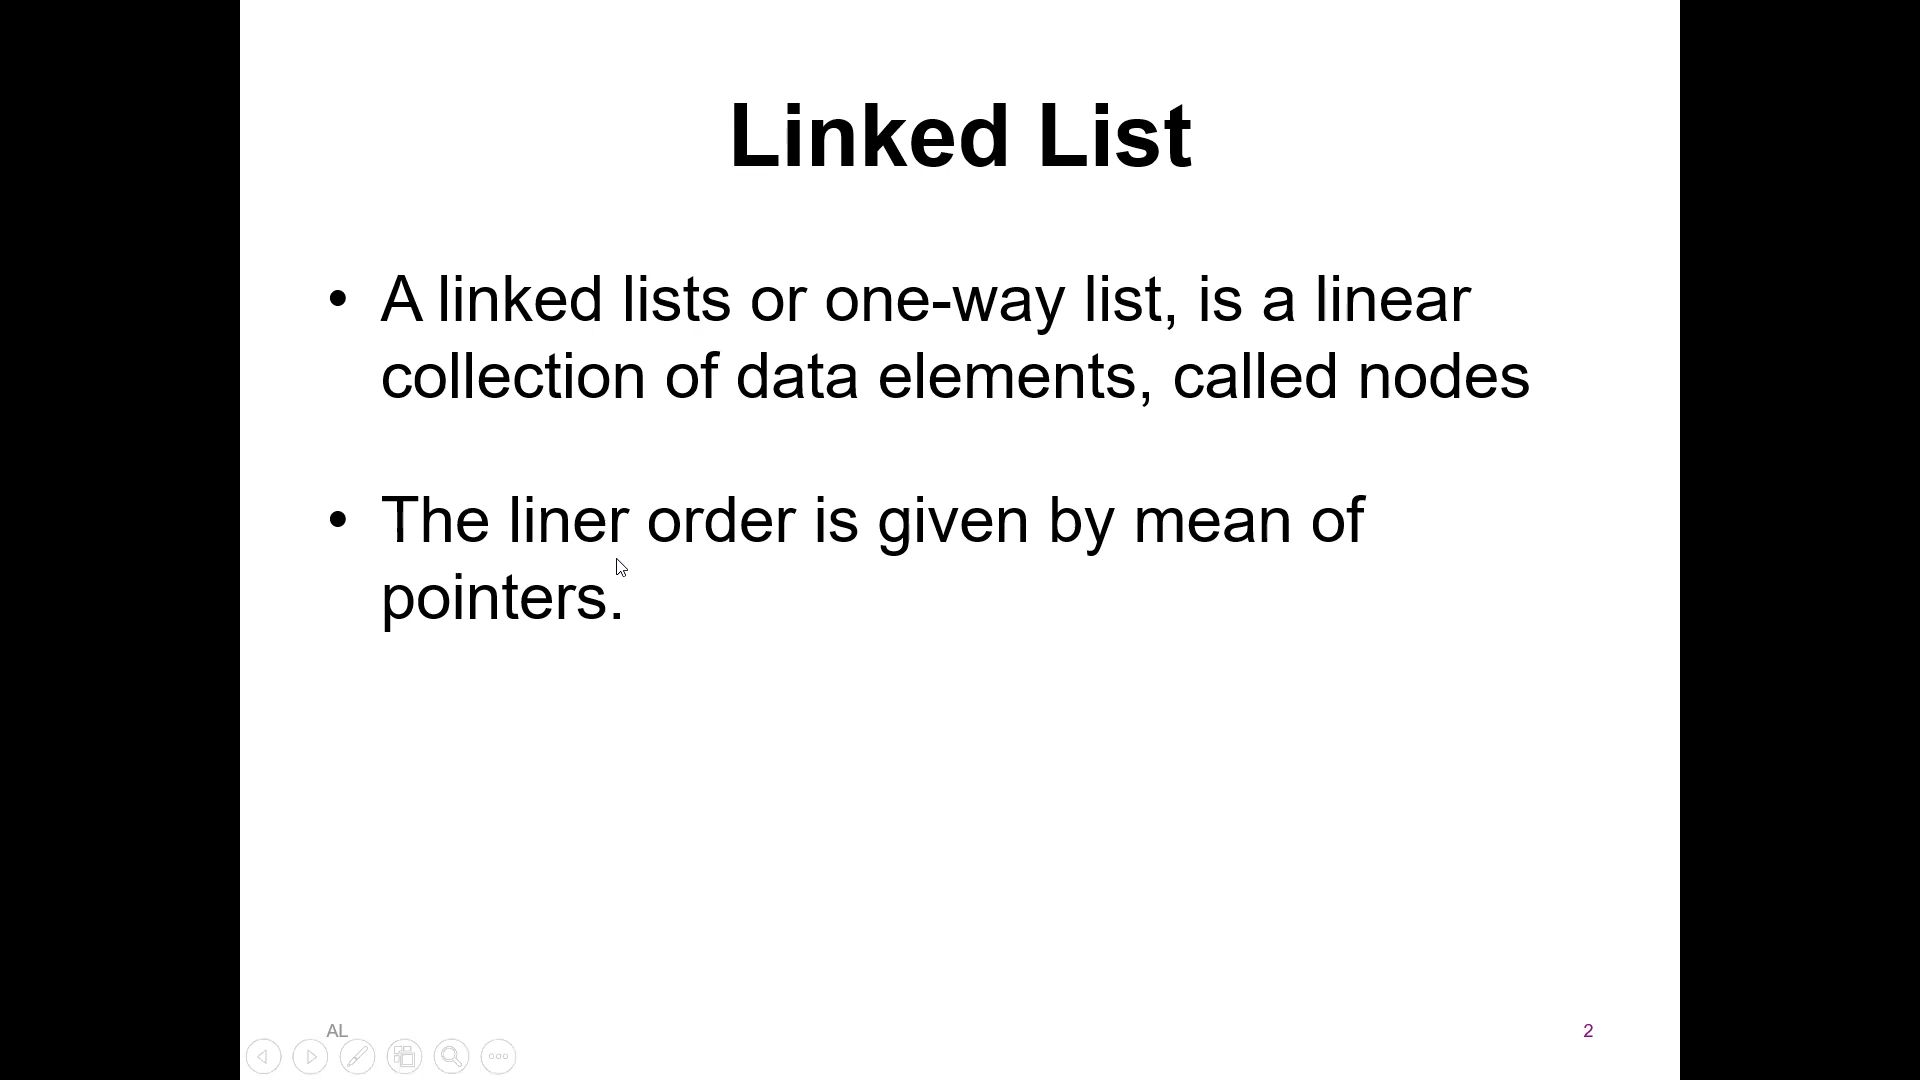 Linked List
• A linked lists or one-way list, is a linear
collection of data elements, called nodes
• The liner order is given by mean of
pointers.
AL
2